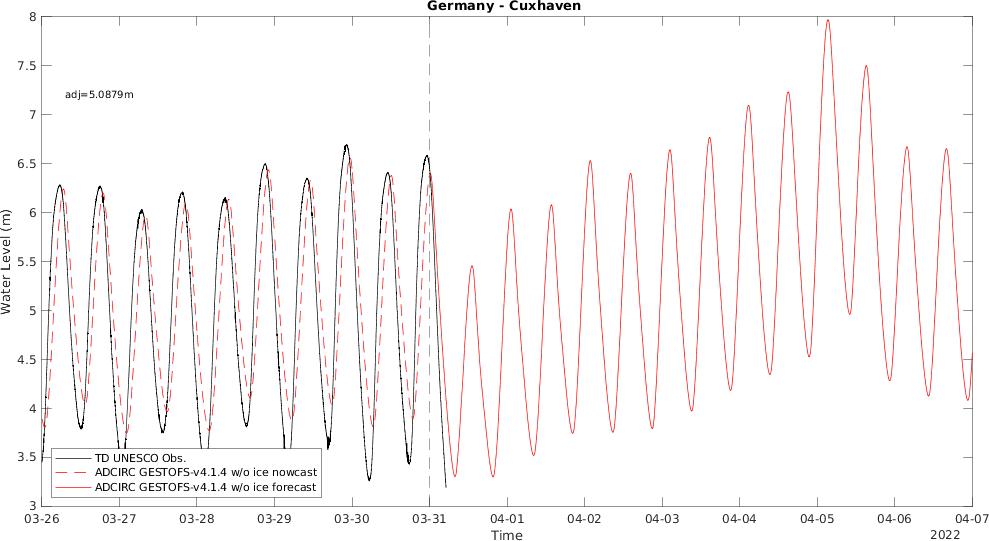 Germany - Cuxhaven
8
7.5
7
6.5
6
5.5
5
4.5
4
3.5
3
Water Level (m)
adj=5.0879m
TD UNESCO Obs.
ADCIRC GESTOFS-v4.1.4 w/o ice nowcast
ADCIRC GESTOFS-v4.1.4 w/o ice forecast
03-26 03-27 03-28 03-29 03-30 03-31 04-01 04-02 04-03 04-04 04-05 04-06 04-07
Time
2022